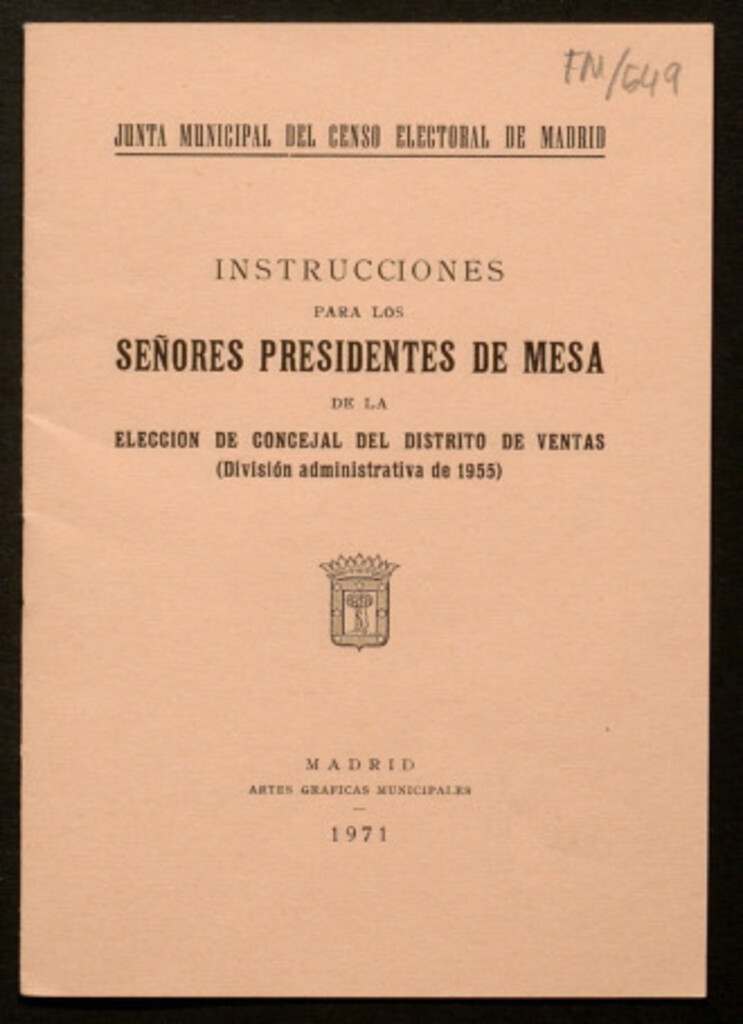 FM/649
JUNTA MUNICIPAL DEL CENSO ELECTORAL DE MADRID
INSTRUCCIONES
PARA LOS
SEÑORES PRESIDENTES DE MESA
DE LA
ELECCION DE CONCEJAL DEL DISTRITO DE VENTAS
(División administrativa de 1955)
MADRID
ARTES GRAFICAS MUNICIPALES
1971